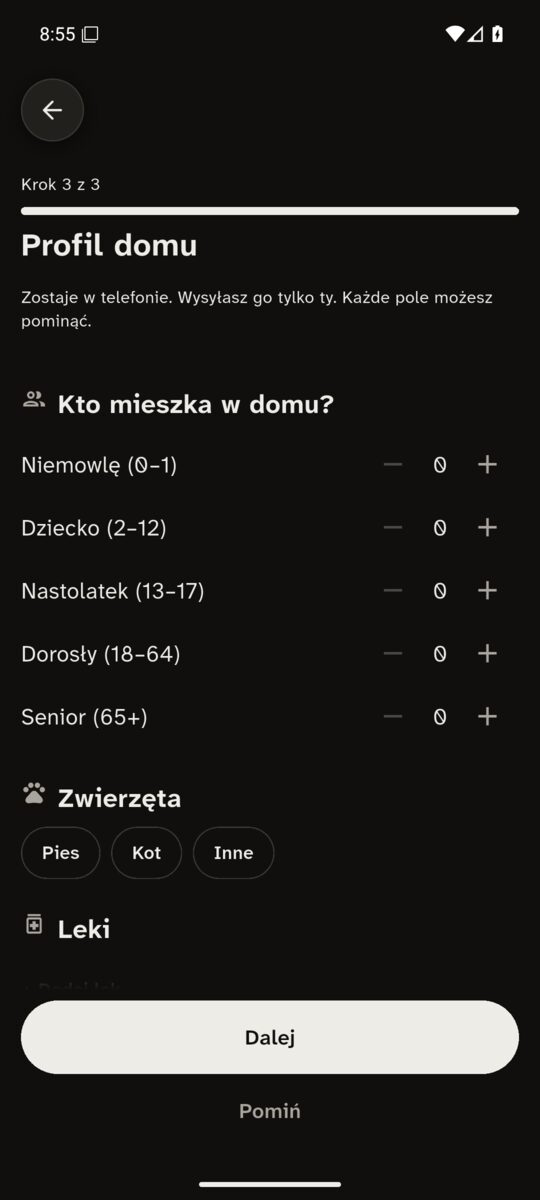 8:55
Krok 3 z 3
Profil domu
Zostaje w telefonie. Wysyłasz go tylko ty. Każde pole możesz
pominąć.
Kto mieszka w domu?
Niemowlę (0–1) 0
Dziecko (2–12) 0
Nastolatek (13–17) 0
Dorosły (18–64) 0
Senior (65+) 0
Zwierzęta
Pies Kot Inne
Leki
+ Dodaj lek
Dalej
Pomiń